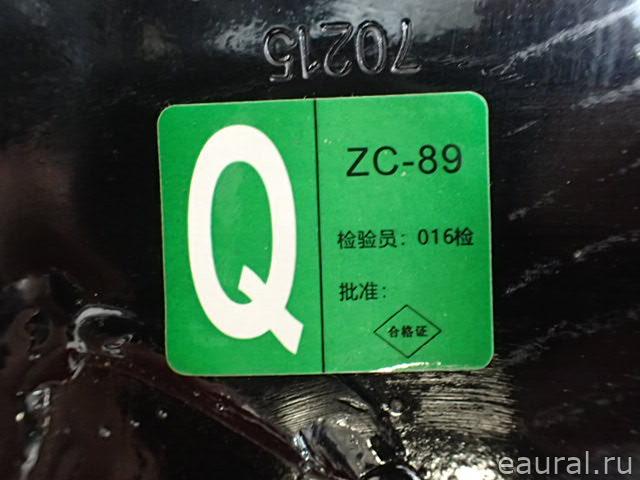 70215
Q
ZC-89
检验员：016检
批准：
合格证
eaural.ru